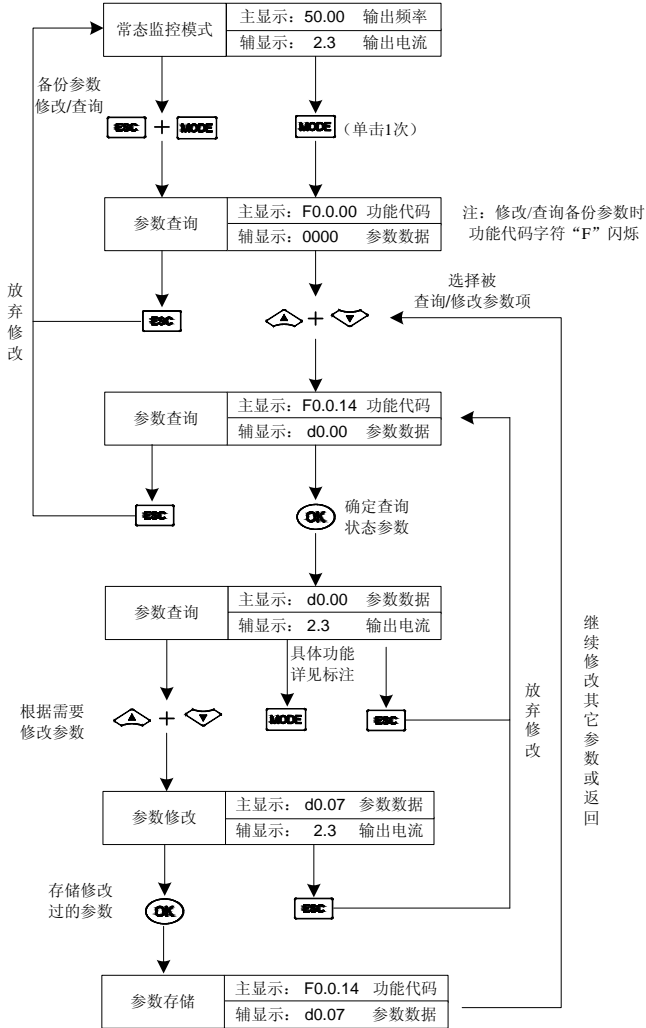 常态监控模式
主显示：50.00 输出频率
辅显示：2.3 输出电流
备份参数
修改/查询
ESC + MODE
MODE （单击1次）
参数查询
主显示：F0.0.00 功能代码
辅显示：0000 参数数据
注：修改/查询备份参数时
功能代码字符“F”闪烁
放弃修改
ESC
+
选择被
查询/修改参数项
参数查询
主显示：F0.0.14 功能代码
辅显示：d0.00 参数数据
ESC
OK
确定查询
状态参数
参数查询
主显示：d0.00 参数数据
辅显示：2.3 输出电流
根据需要
修改参数
+
具体功能
详见标注
MODE
ESC
放弃修改
继续修改其它参数或返回
参数修改
主显示：d0.07 参数数据
辅显示：2.3 输出电流
存储修改
过的参数
OK
ESC
参数存储
主显示：F0.0.14 功能代码
辅显示：d0.07 参数数据